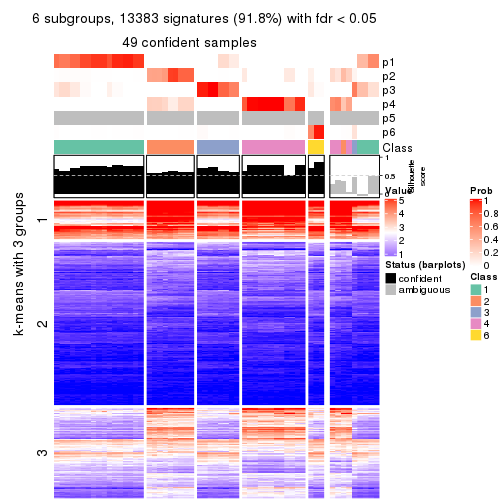 6 subgroups, 13383 signatures (91.8%) with fdr < 0.05
49 confident samples
p1
p2
p3
p4
p5
p6
Class
1
0.5
0
Silhouette
score
k-means with 3 groups
1
2
3
Value
5
4
3
2
1
Status (barplots)
confident
ambiguous
Prob
1
0.8
0.6
0.4
0.2
0
Class
1
2
3
4
6